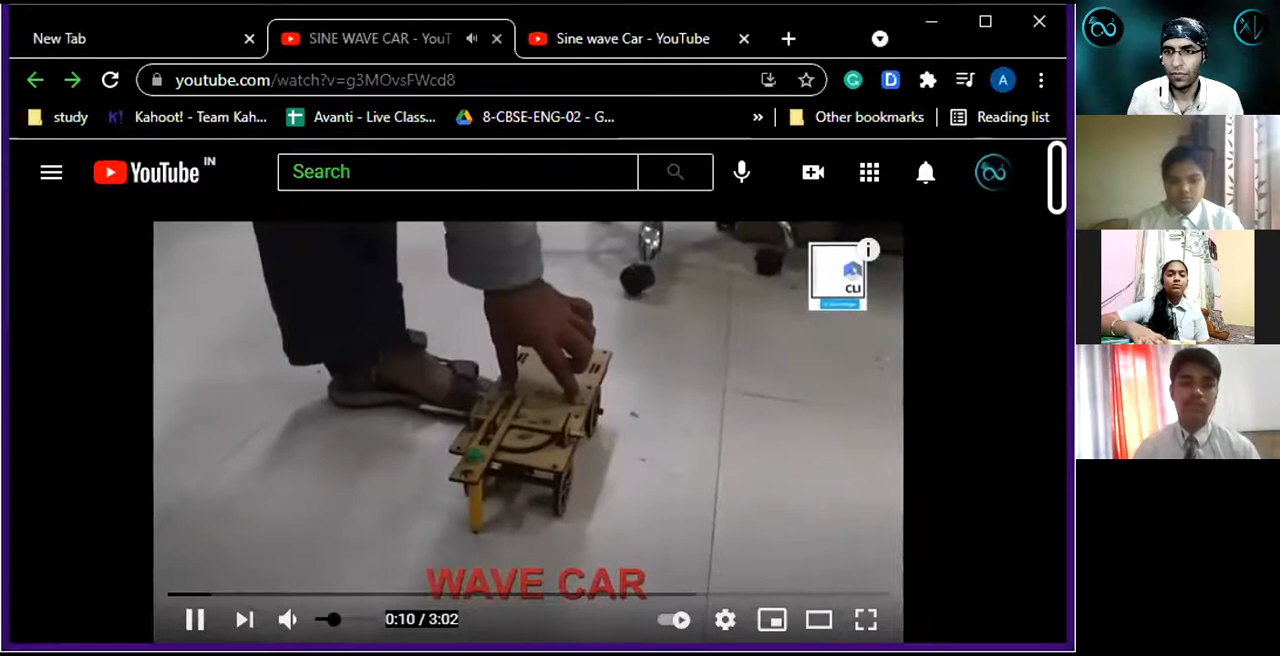 New Tab
SINE WAVE CAR - YouT
Sine wave Car - YouTube
youtube.com/watch?v=g3MOvsFWcd8
A
study
K!
Kahoot! - Team Kah...
Avanti - Live Class...
8-CBSE-ENG-02 - G...
»
Other bookmarks
Reading list
YouTube IN
Search
i
CLI
WAVE CAR
0:10 / 3:02